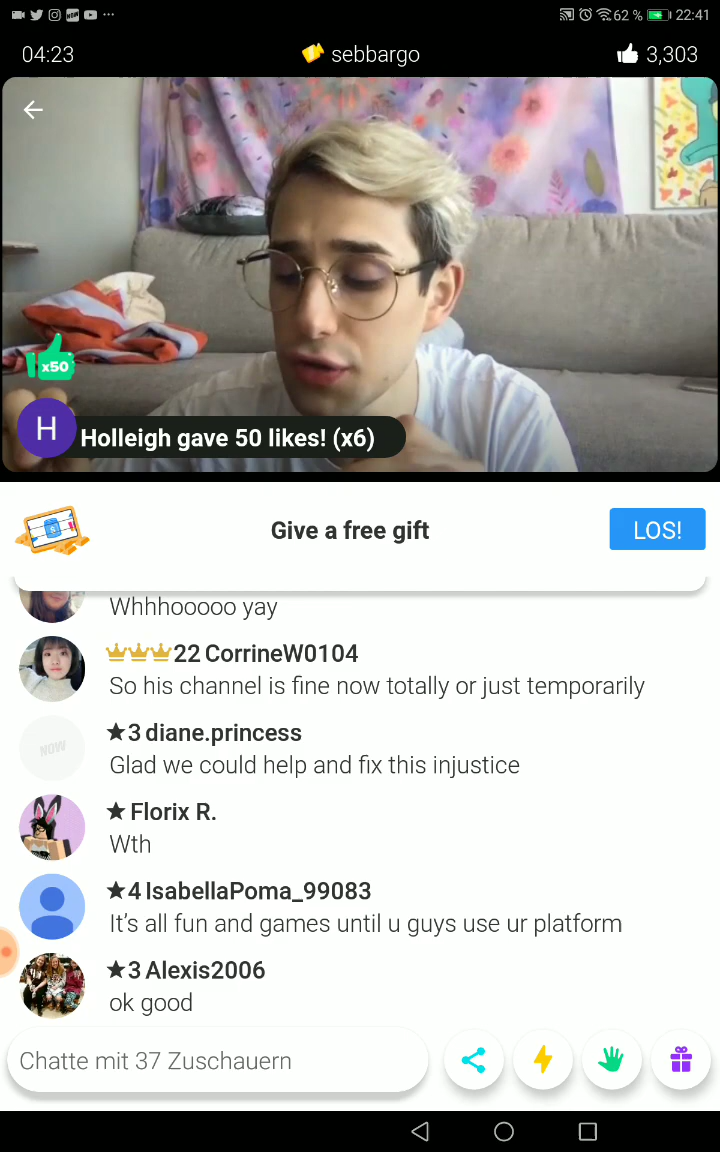 62 % 22:41
04:23 sebbargo 3,303
x50
H Holleigh gave 50 likes! (x6)
Give a free gift LOS!
Whhhooooo yay
22 CorrineW0104
So his channel is fine now totally or just temporarily
3 diane.princess
NOW
Glad we could help and fix this injustice
Florix R.
Wth
4 IsabellaPoma_99083
It's all fun and games until u guys use ur platform
3 Alexis2006
ok good
Chatte mit 37 Zuschauern